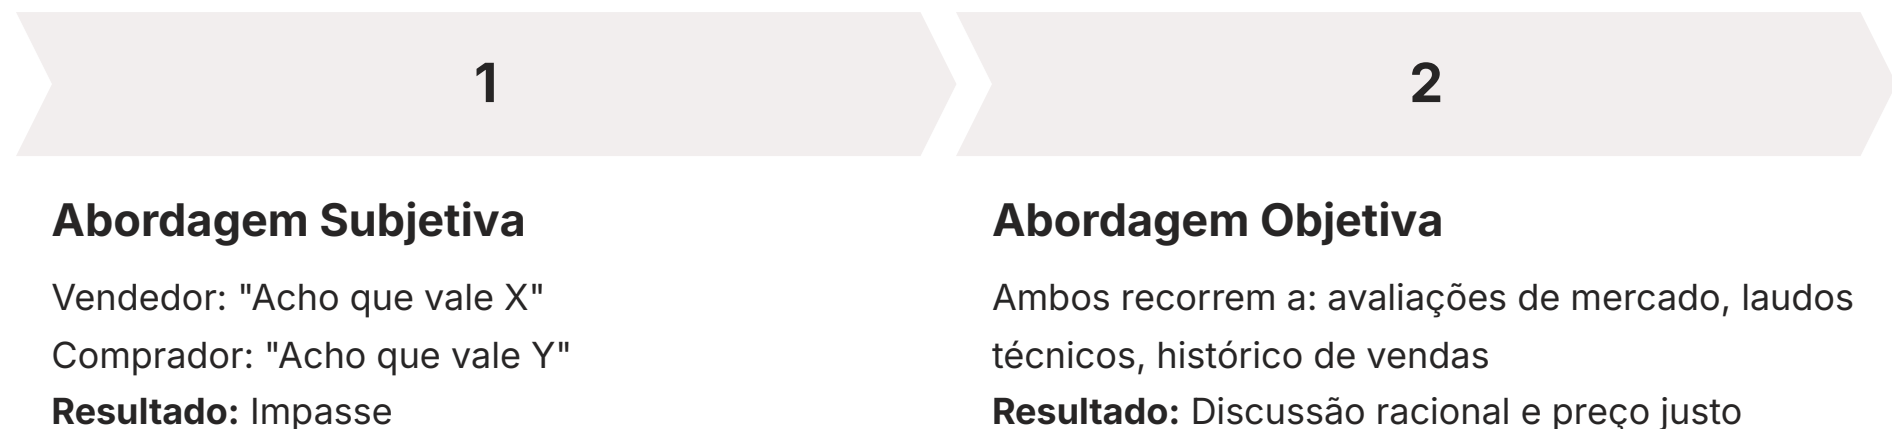 1
Abordagem Subjetiva
Vendedor: "Acho que vale X"
Comprador: "Acho que vale Y"
Resultado: Impasse
2
Abordagem Objetiva
Ambos recorrem a: avaliações de mercado, laudos
técnicos, histórico de vendas
Resultado: Discussão racional e preço justo